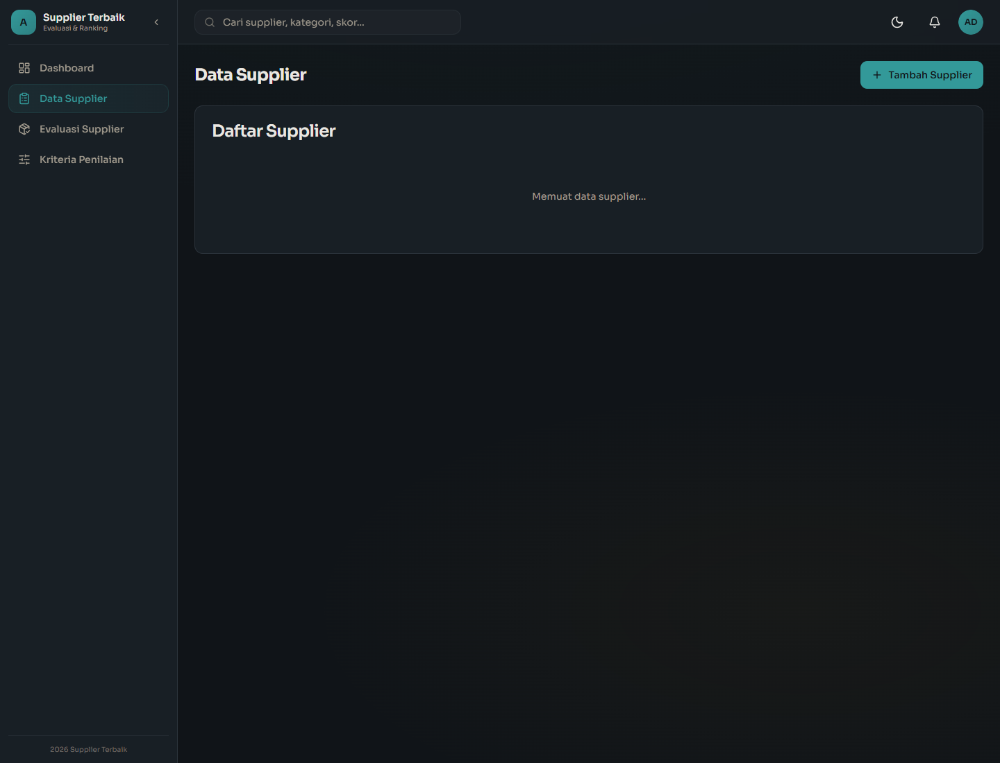 A
Supplier Terbaik
Evaluasi & Ranking
Dashboard
Data Supplier
Evaluasi Supplier
Kriteria Penilaian
2026 Supplier Terbaik
Cari supplier, kategori, skor...
AD
Data Supplier
Tambah Supplier
Daftar Supplier
Memuat data supplier...